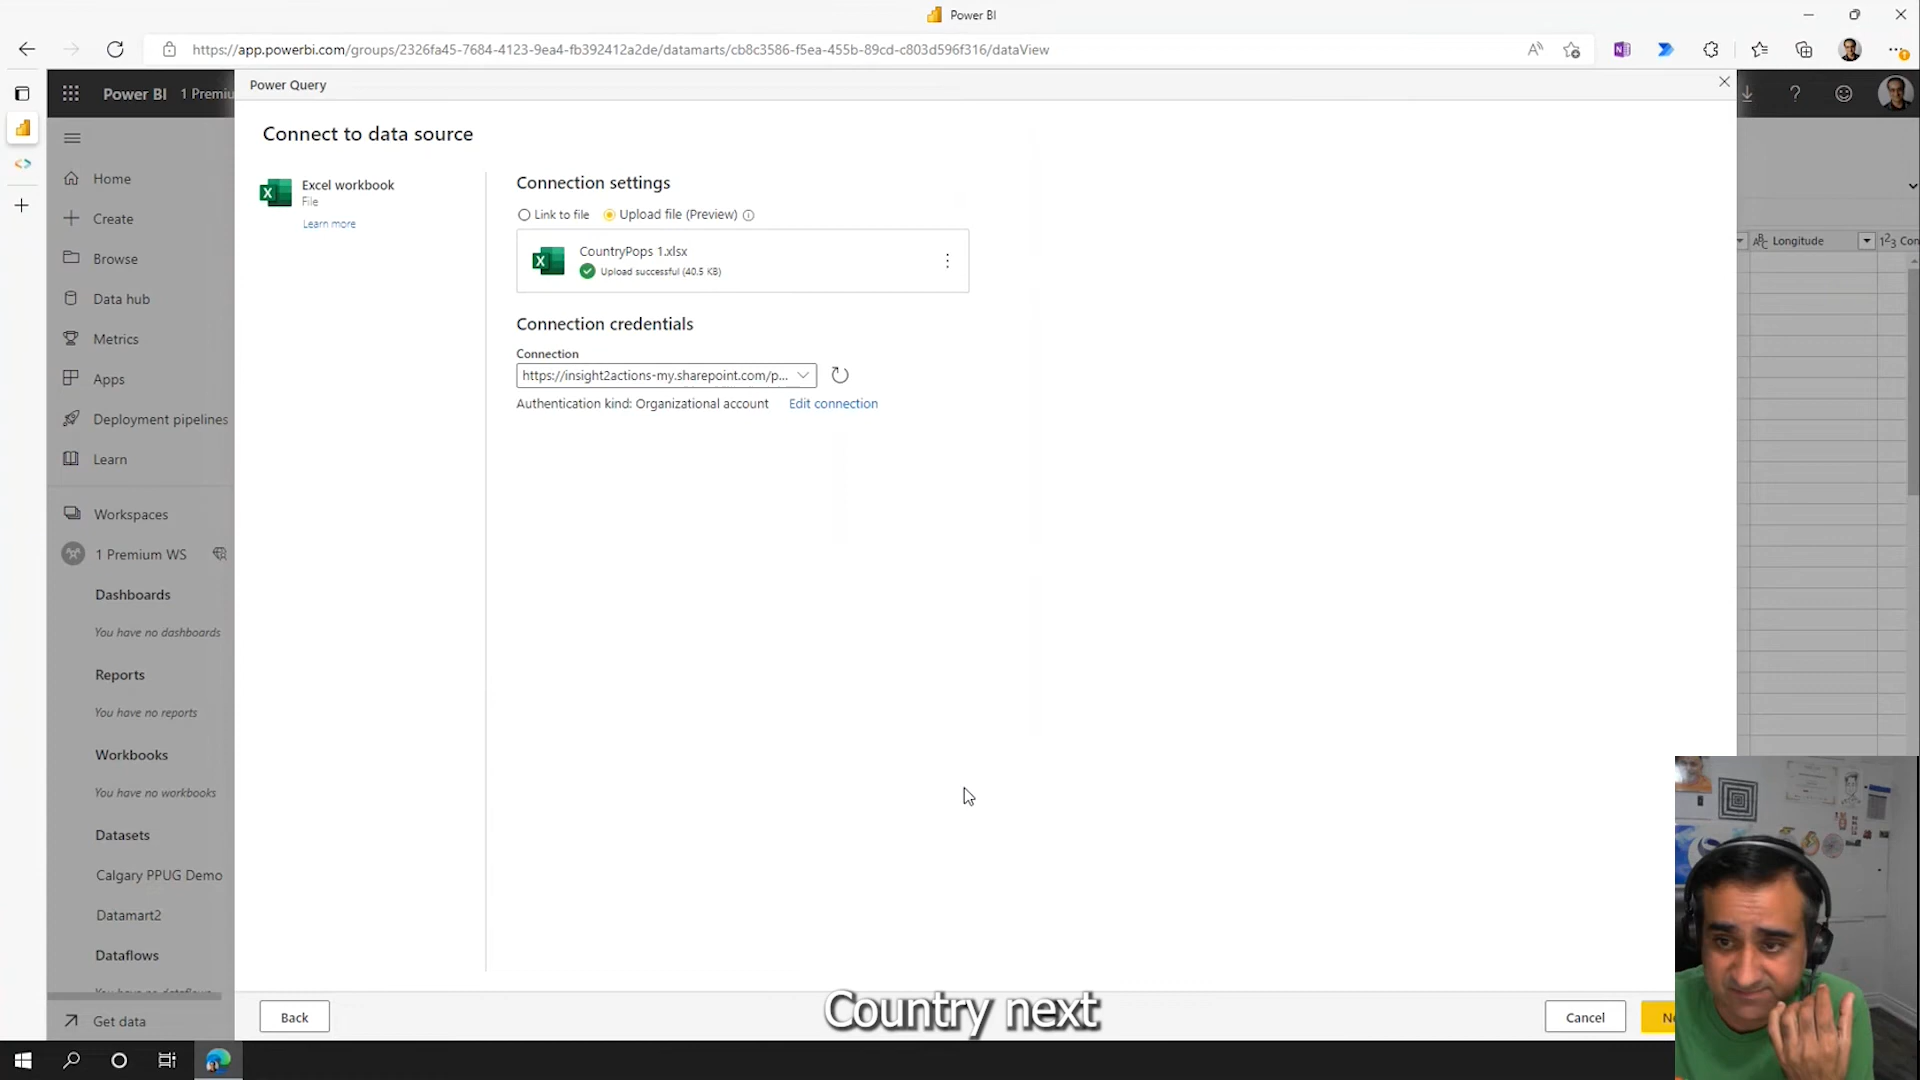 Power BI
https://app.powerbi.com/groups/2326fa45-7684-4123-9ea4-fb392412a2de/datamarts/cb8c3586-f5ea-455b-89cd-c803d596f316/dataView
Power BI 1 Premiu
Power Query
Connect to data source
Excel workbook
File
Learn more
Connection settings
Link to file Upload file (Preview)
CountryPops 1.xlsx
Upload successful (40.5 KB)
Connection credentials
Connection
https://insight2actions-my.sharepoint.com/p...
Authentication kind: Organizational account Edit connection
Home
Create
Browse
Data hub
Metrics
Apps
Deployment pipelines
Learn
Workspaces
1 Premium WS
Dashboards
You have no dashboards
Reports
You have no reports
Workbooks
You have no workbooks
Datasets
Calgary PPUG Demo
Datamart2
Dataflows
Get data
Longitude
Con
Back
Cancel
Ne
Country next